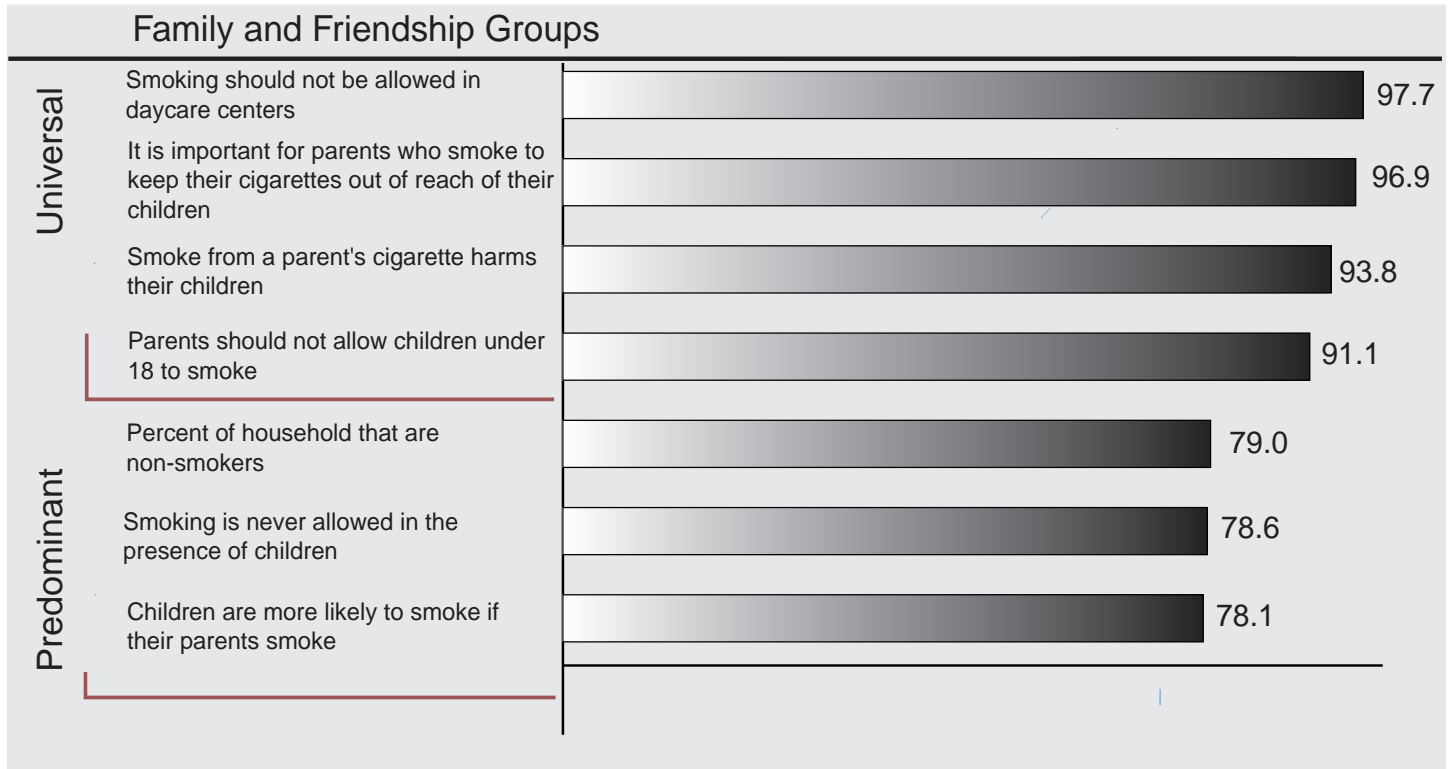 Family and Friendship Groups
Universal
Smoking should not be allowed in
daycare centers
97.7
It is important for parents who smoke to
keep their cigarettes out of reach of their
children
96.9
Smoke from a parent's cigarette harms
their children
93.8
Parents should not allow children under
18 to smoke
91.1
Predominant
Percent of household that are
non-smokers
79.0
Smoking is never allowed in the
presence of children
78.6
Children are more likely to smoke if
their parents smoke
78.1